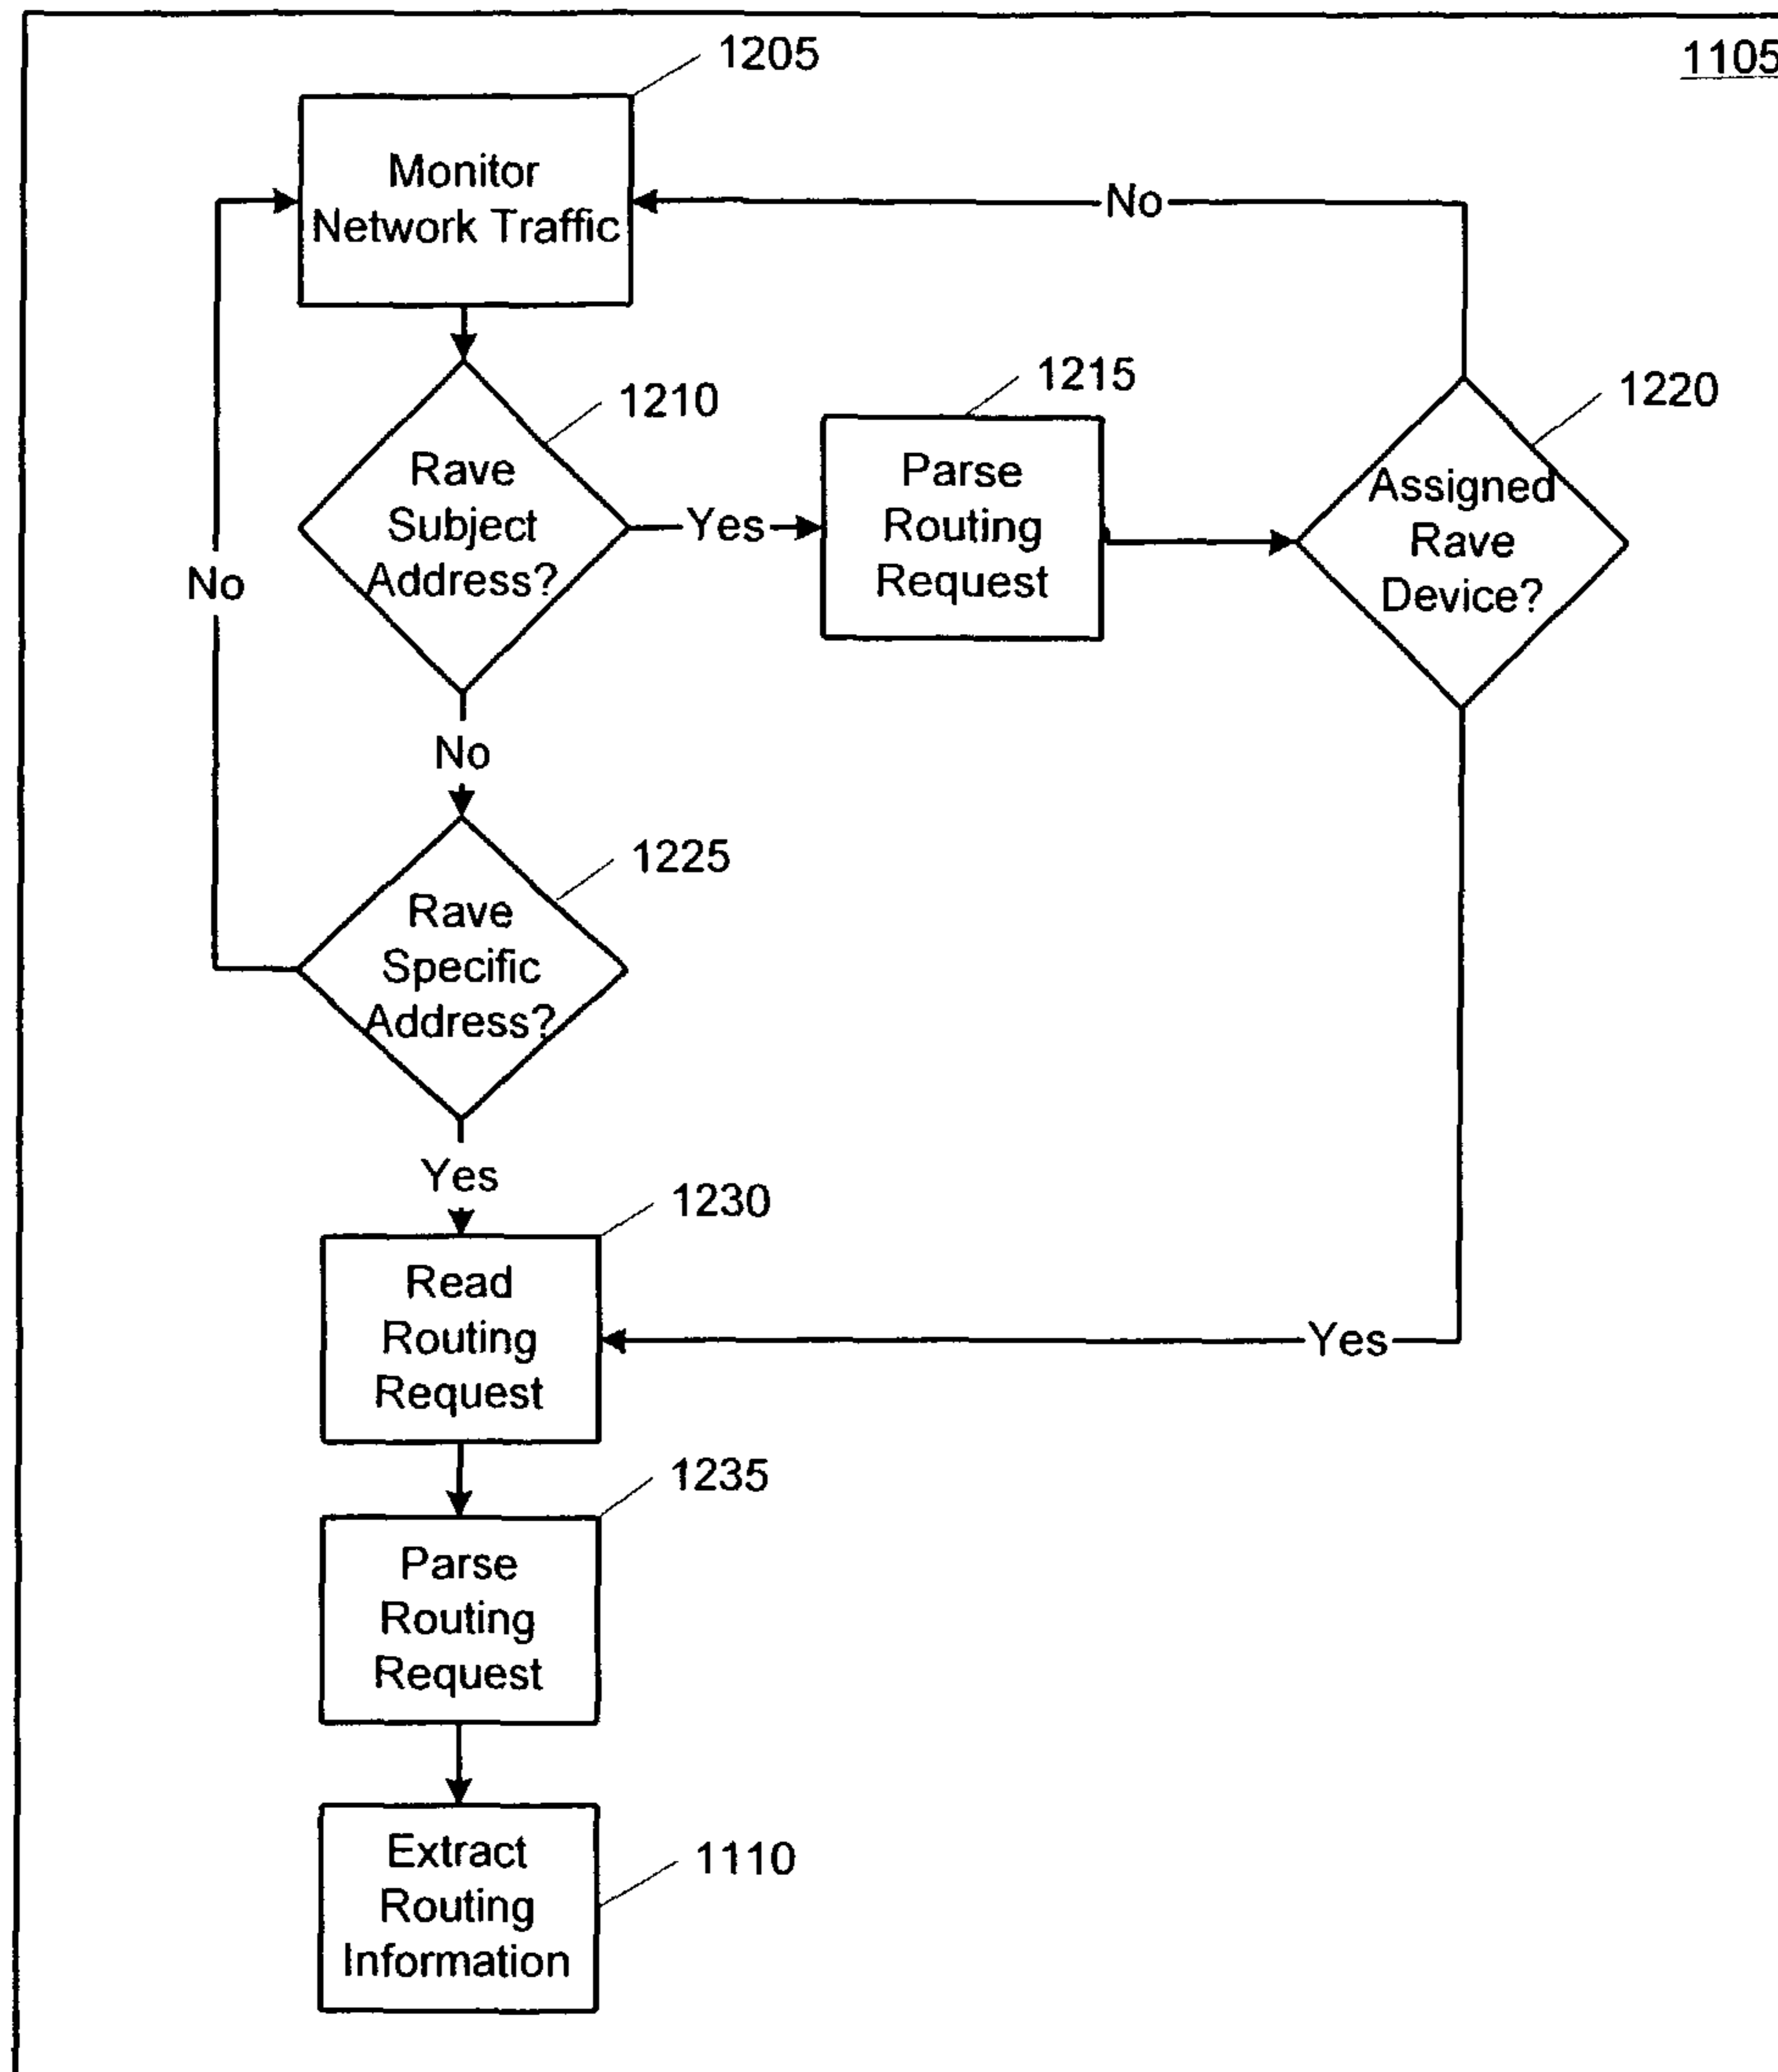 1105
1205
Monitor
Network Traffic
No
1210
Rave
Subject
Address?
Yes
1215
Parse
Routing
Request
1220
Assigned
Rave
Device?
No
No
1225
Rave
Specific
Address?
Yes
1230
Read
Routing
Request
Yes
1235
Parse
Routing
Request
1110
Extract
Routing
Information